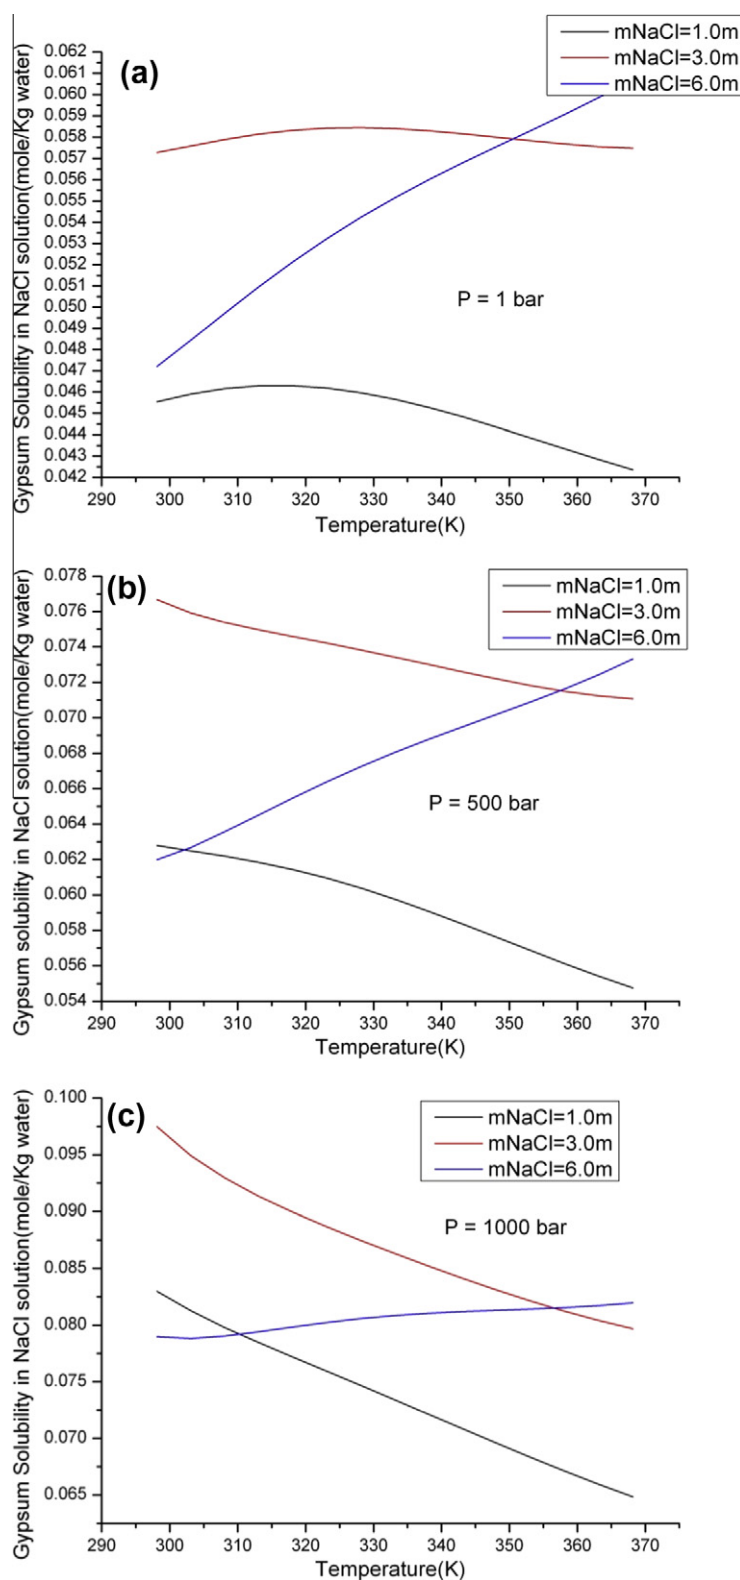 (a)
mNaCl=1.0m
mNaCl=3.0m
mNaCl=6.0m
Gypsum Solubility in NaCl solution(mole/Kg water)
0.062
0.061
0.060
0.059
0.058
0.057
0.056
0.055
0.054
0.053
0.052
0.051
0.050
0.049
0.048
0.047
0.046
0.045
0.044
0.043
0.042
P = 1 bar
290 300 310 320 330 340 350 360 370
Temperature(K)
(b)
mNaCl=1.0m
mNaCl=3.0m
mNaCl=6.0m
Gypsum solubility in NaCl solution(mole/Kg water)
0.078
0.076
0.074
0.072
0.070
0.068
0.066
0.064
0.062
0.060
0.058
0.056
0.054
P = 500 bar
290 300 310 320 330 340 350 360 370
Temperature(K)
(c)
mNaCl=1.0m
mNaCl=3.0m
mNaCl=6.0m
Gypsum Solubility in NaCl solution(mole/Kg water)
0.100
0.095
0.090
0.085
0.080
0.075
0.070
0.065
P = 1000 bar
290 300 310 320 330 340 350 360 370
Temperature(K)